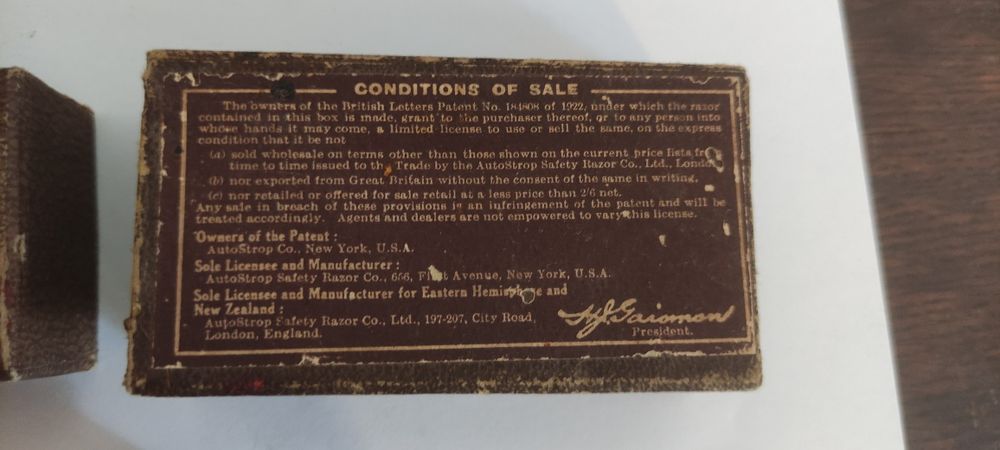 CONDITIONS OF SALE
The owners of the British Letters Patent No. 184808 of 1922, under which the razor
contained in this box is made, grant to the purchaser thereof, or to any person into
whose hands it may come, a limited license to use or sell the same, on the express
condition that it be not
(a) sold wholesale on terms other than those shown on the current price lists from
time to time issued to the Trade by the AutoStrop Safety Razor Co., Ltd., London,
(b) nor exported from Great Britain without the consent of the same in writing,
(c) nor retailed or offered for sale retail at a less price than 2/6 net.
Any sale in breach of these provisions is an infringement of the patent and will be
treated accordingly. Agents and dealers are not empowered to vary this license.
Owners of the Patent:
AutoStrop Co., New York, U.S.A.
Sole Licensee and Manufacturer:
AutoStrop Safety Razor Co., 656, First Avenue, New York, U.S.A.
Sole Licensee and Manufacturer for Eastern Hemisphere and
New Zealand:
AutoStrop Safety Razor Co., Ltd., 197-207, City Road,
London, England.
Gaisman
President.